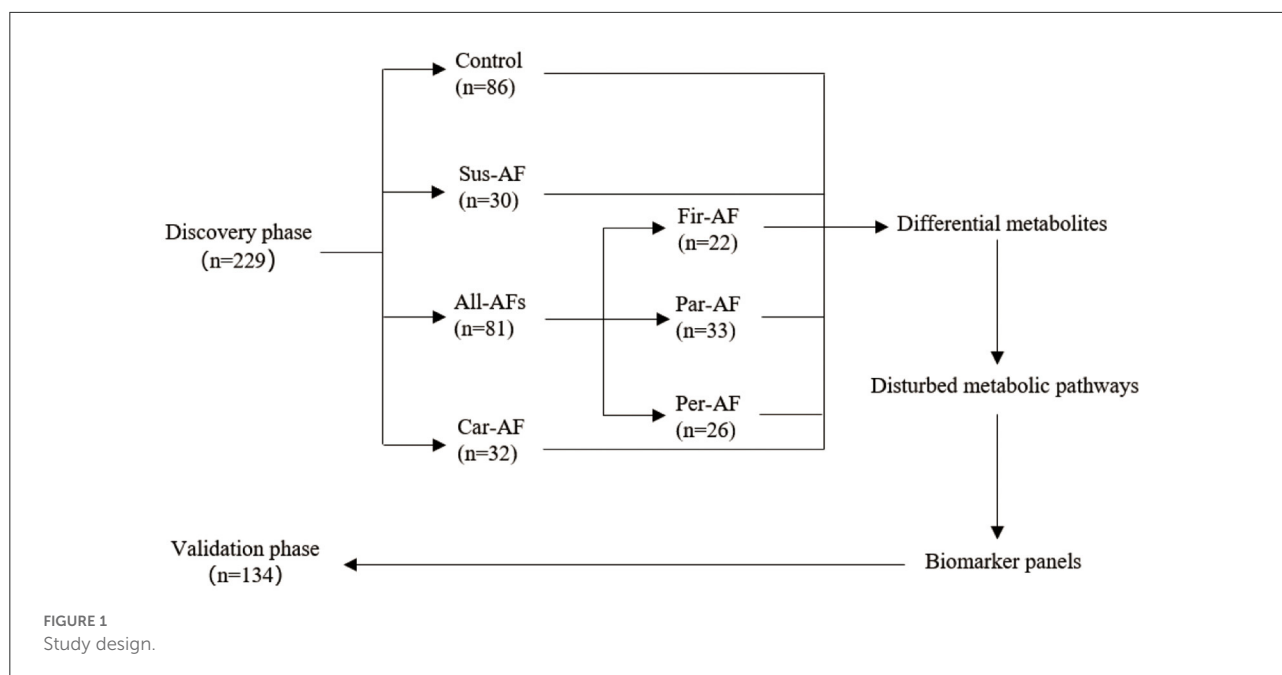 Control
(n=86)
Sus-AF
(n=30)
Fir-AF
(n=22)
Differential metabolites
Discovery phase
(n=229)
All-AFs
(n=81)
Par-AF
(n=33)
Disturbed metabolic pathways
Per-AF
(n=26)
Car-AF
(n=32)
Validation phase
(n=134)
Biomarker panels
FIGURE 1
Study design.